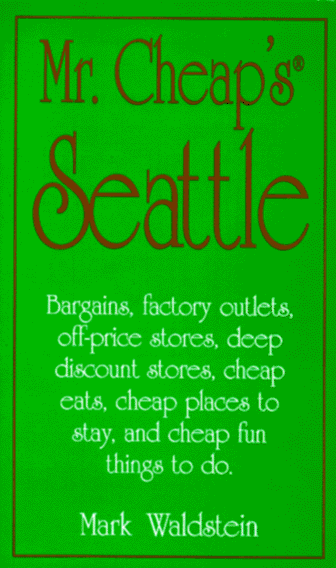 Mr. Cheap's®
Seattle
Bargains, factory outlets,
off-price stores, deep
discount stores, cheap
eats, cheap places to
stay, and cheap fun
things to do.
Mark Waldstein